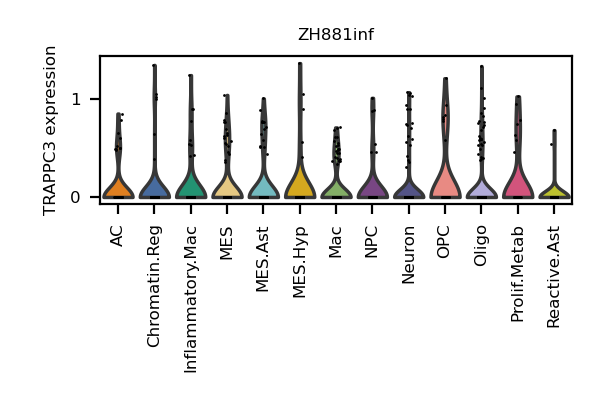 ZH881inf
TRAPPC3 expression
1
0
AC
Chromatin.Reg
Inflammatory.Mac
MES
MES.Ast
MES.Hyp
Mac
NPC
Neuron
OPC
Oligo
Prolif.Metab
Reactive.Ast